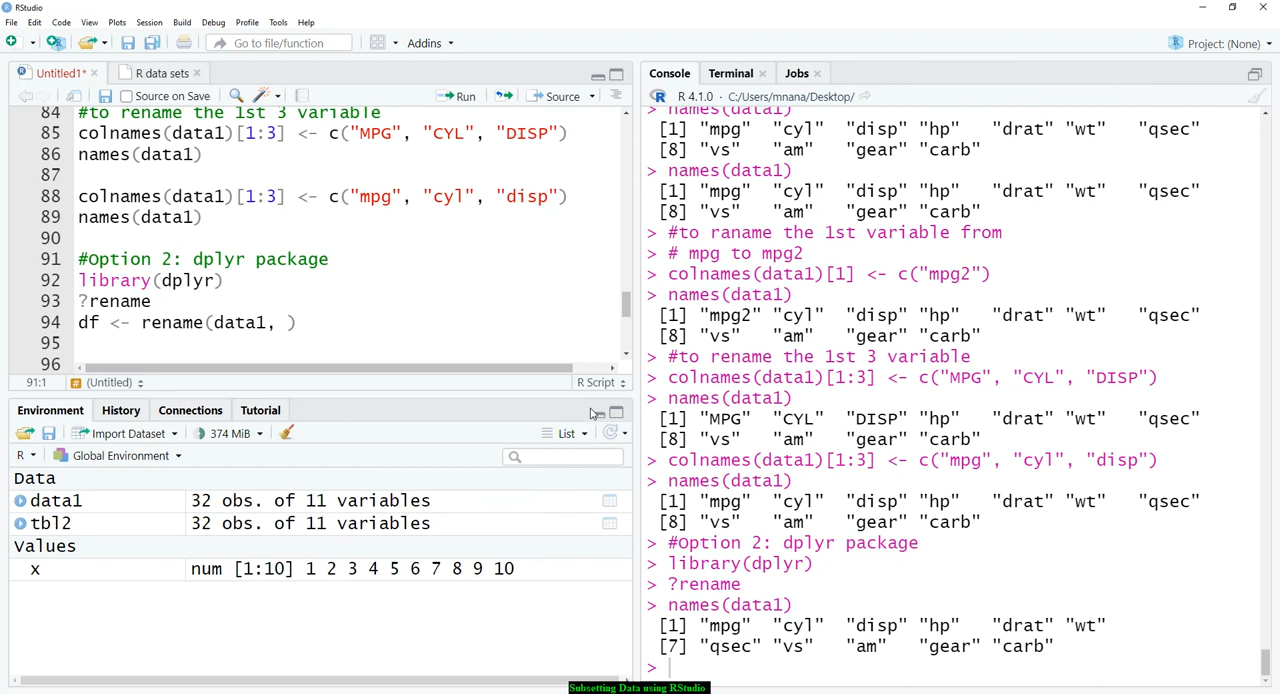 RStudio
File Edit Code View Plots Session Build Debug Profile Tools Help
Go to file/function Addins Project: (None)
Untitled1* R data sets
Source on Save Run Source
84 #to rename the 1st 3 variable
85 colnames(data1)[1:3] <- c("MPG", "CYL", "DISP")
86 names(data1)
87
88 colnames(data1)[1:3] <- c("mpg", "cyl", "disp")
89 names(data1)
90
91 #Option 2: dplyr package
92 library(dplyr)
93 ?rename
94 df <- rename(data1, )
95
96
91:1 (Untitled) R Script
Environment History Connections Tutorial
Import Dataset 374 MiB List
R Global Environment
Data
data1 32 obs. of 11 variables
tbl2 32 obs. of 11 variables
Values
x num [1:10] 1 2 3 4 5 6 7 8 9 10
Console Terminal Jobs
R 4.1.0 · C:/Users/mnana/Desktop/
> names(data1)
[1] "mpg" "cyl" "disp" "hp" "drat" "wt" "qsec"
[8] "vs" "am" "gear" "carb"
> names(data1)
[1] "mpg" "cyl" "disp" "hp" "drat" "wt" "qsec"
[8] "vs" "am" "gear" "carb"
> #to raname the 1st variable from
> # mpg to mpg2
> colnames(data1)[1] <- c("mpg2")
> names(data1)
[1] "mpg2" "cyl" "disp" "hp" "drat" "wt" "qsec"
[8] "vs" "am" "gear" "carb"
> #to rename the 1st 3 variable
> colnames(data1)[1:3] <- c("MPG", "CYL", "DISP")
> names(data1)
[1] "MPG" "CYL" "DISP" "hp" "drat" "wt" "qsec"
[8] "vs" "am" "gear" "carb"
> colnames(data1)[1:3] <- c("mpg", "cyl", "disp")
> names(data1)
[1] "mpg" "cyl" "disp" "hp" "drat" "wt" "qsec"
[8] "vs" "am" "gear" "carb"
> #Option 2: dplyr package
> library(dplyr)
> ?rename
> names(data1)
[1] "mpg" "cyl" "disp" "hp" "drat" "wt"
[7] "qsec" "vs" "am" "gear" "carb"
>
Subsetting Data using RStudio